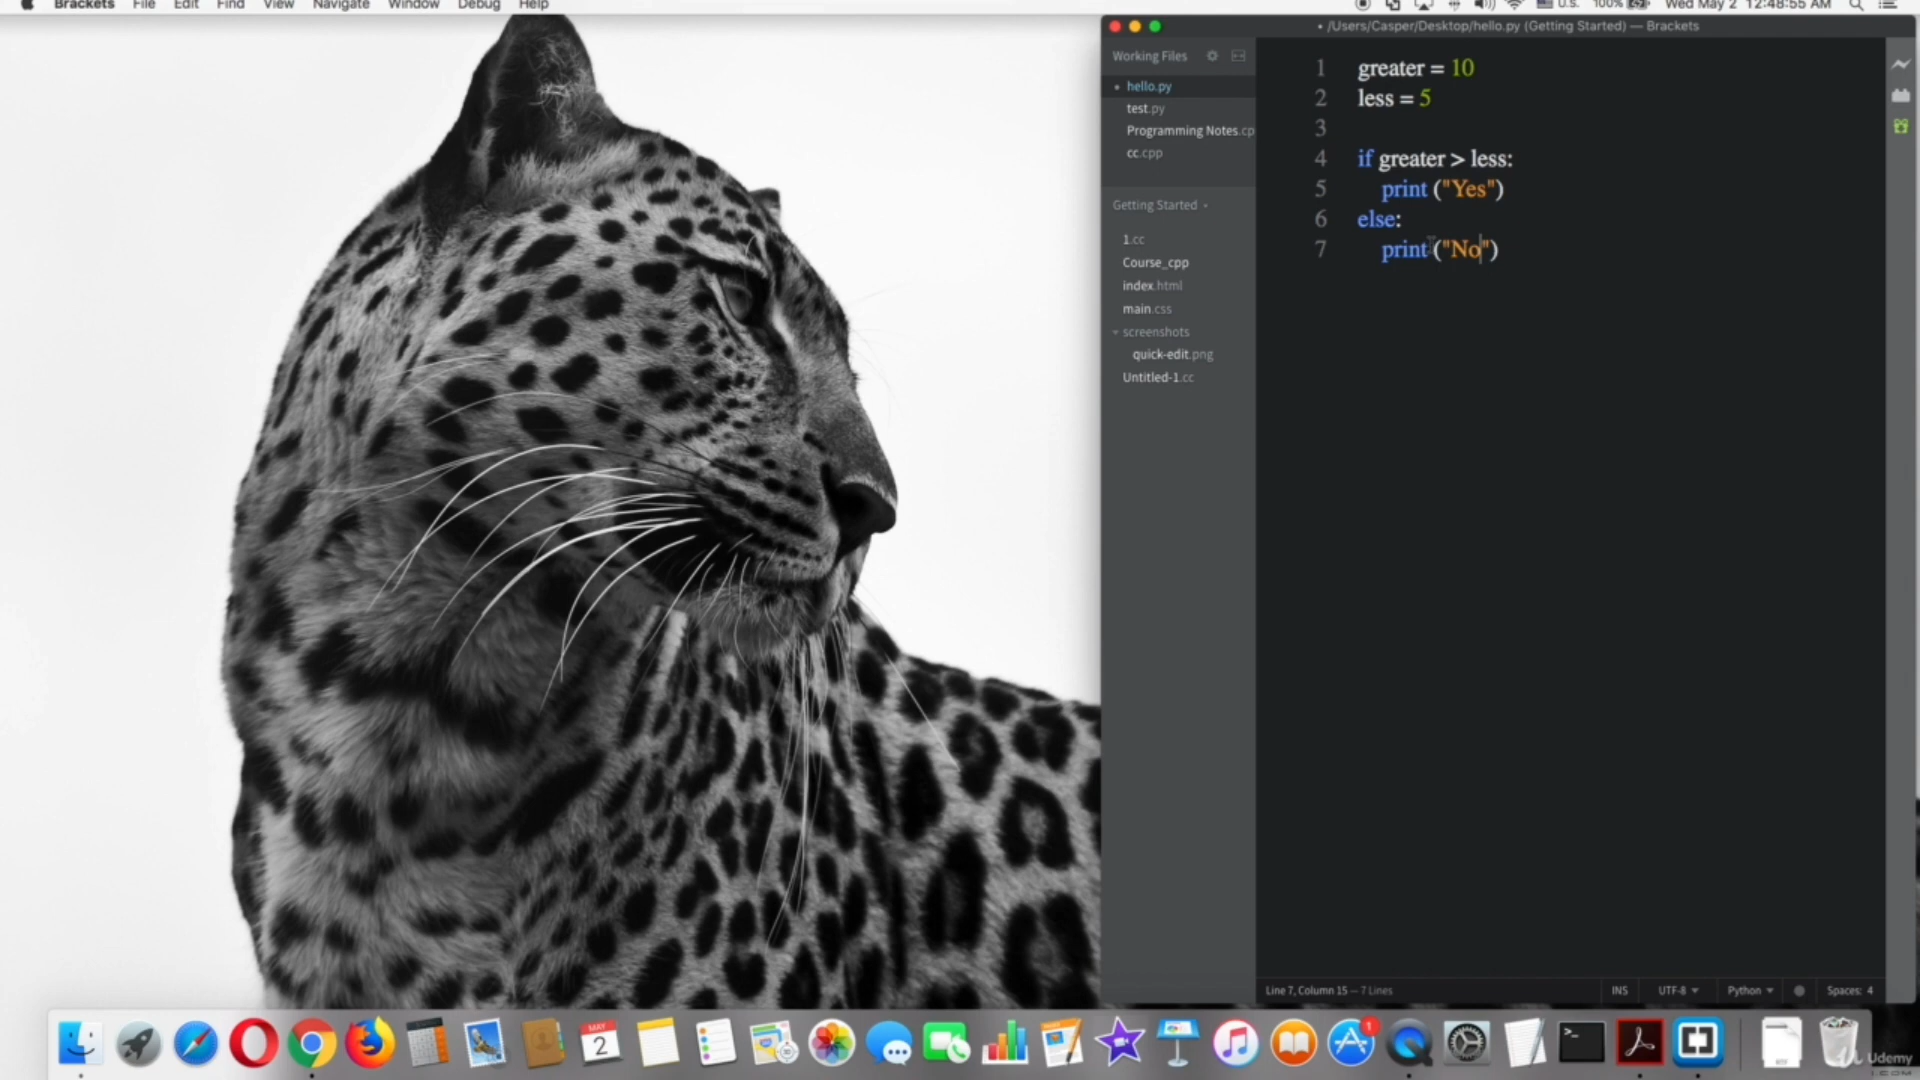 Brackets File Edit Find View Navigate Window Debug Help U.S. 100% Wed May 2 12:48:55 AM
• /Users/Casper/Desktop/hello.py (Getting Started) — Brackets
Working Files
hello.py
test.py
Programming Notes.cp
cc.cpp
Getting Started
1.cc
Course_cpp
index.html
main.css
screenshots
quick-edit.png
Untitled-1.cc
1 greater = 10
2 less = 5
3
4 if greater > less:
5 print ("Yes")
6 else:
7 print ("No")
Line 7, Column 15 — 7 Lines INS UTF-8 Python Spaces: 4
MAY
2
1
Udemy